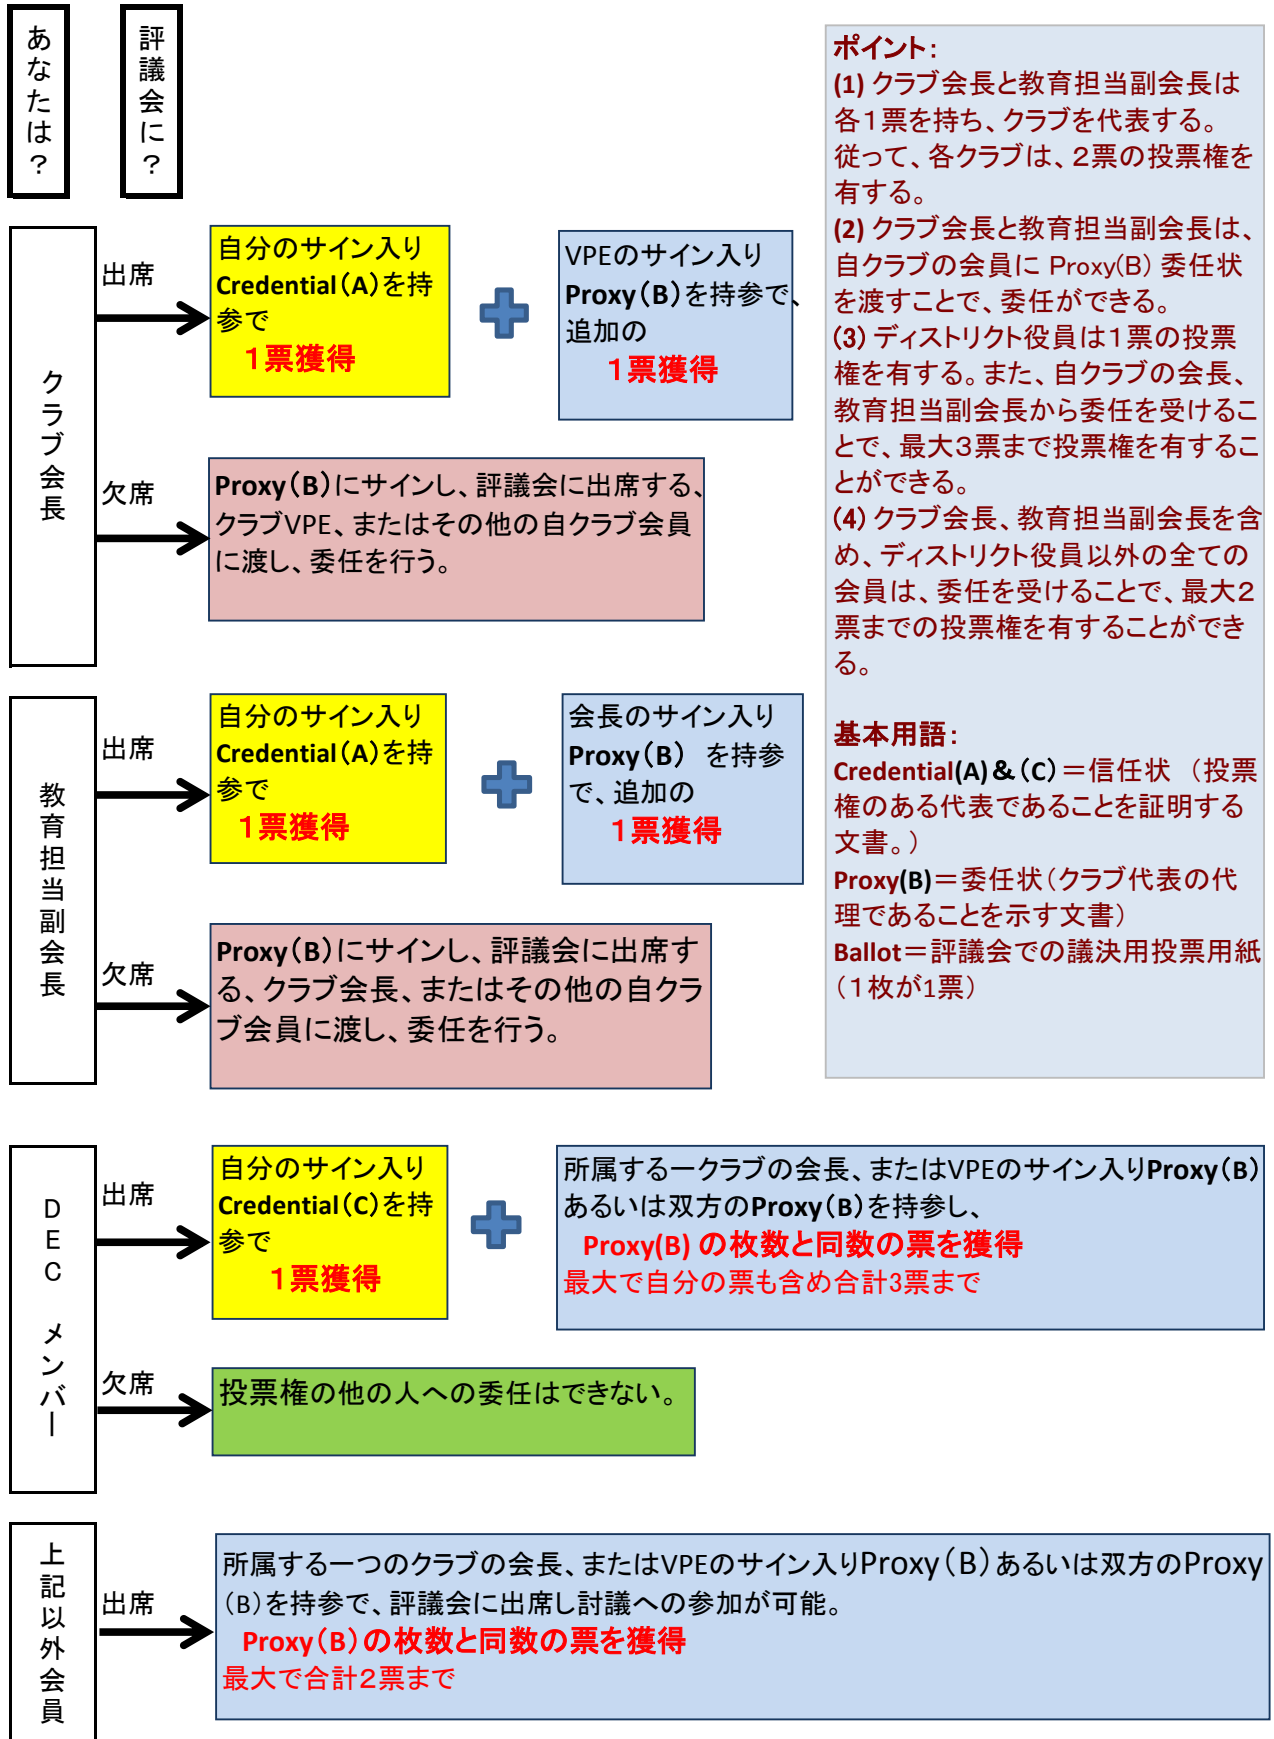 あなたは?
評議会に?
クラブ会長
出席
自分のサイン入り
Credential(A)を持
参で
1票獲得
VPEのサイン入り
Proxy(B)を持参で、
追加の
1票獲得
欠席
Proxy(B)にサインし、評議会に出席する、
クラブVPE、またはその他の自クラブ会員
に渡し、委任を行う。
教育担当副会長
出席
自分のサイン入り
Credential(A)を持
参で
1票獲得
会長のサイン入り
Proxy(B) を持参
で、追加の
1票獲得
欠席
Proxy(B)にサインし、評議会に出席す
る、クラブ会長、またはその他の自クラ
ブ会員に渡し、委任を行う。
ポイント:
(1) クラブ会長と教育担当副会長は
各1票を持ち、クラブを代表する。
従って、各クラブは、2票の投票権を
有する。
(2) クラブ会長と教育担当副会長は、
自クラブの会員に Proxy(B) 委任状
を渡すことで、委任ができる。
(3) ディストリクト役員は1票の投票
権を有する。また、自クラブの会長、
教育担当副会長から委任を受けるこ
とで、最大3票まで投票権を有するこ
とができる。
(4) クラブ会長、教育担当副会長を含
め、ディストリクト役員以外の全ての
会員は、委任を受けることで、最大2
票までの投票権を有することができ
る。
基本用語:
Credential(A)&(C)=信任状 (投票
権のある代表であることを証明する
文書。)
Proxy(B)=委任状(クラブ代表の代
理であることを示す文書)
Ballot=評議会での議決用投票用紙
(1枚が1票)
DEC メンバー
出席
自分のサイン入り
Credential(C)を持
参で
1票獲得
所属する一クラブの会長、またはVPEのサイン入りProxy(B)
あるいは双方のProxy(B)を持参し、
Proxy(B) の枚数と同数の票を獲得
最大で自分の票も含め合計3票まで
欠席
投票権の他の人への委任はできない。
上記以外会員
出席
所属する一つのクラブの会長、またはVPEのサイン入りProxy(B)あるいは双方のProxy
(B)を持参で、評議会に出席し討議への参加が可能。
Proxy(B)の枚数と同数の票を獲得
最大で合計2票まで